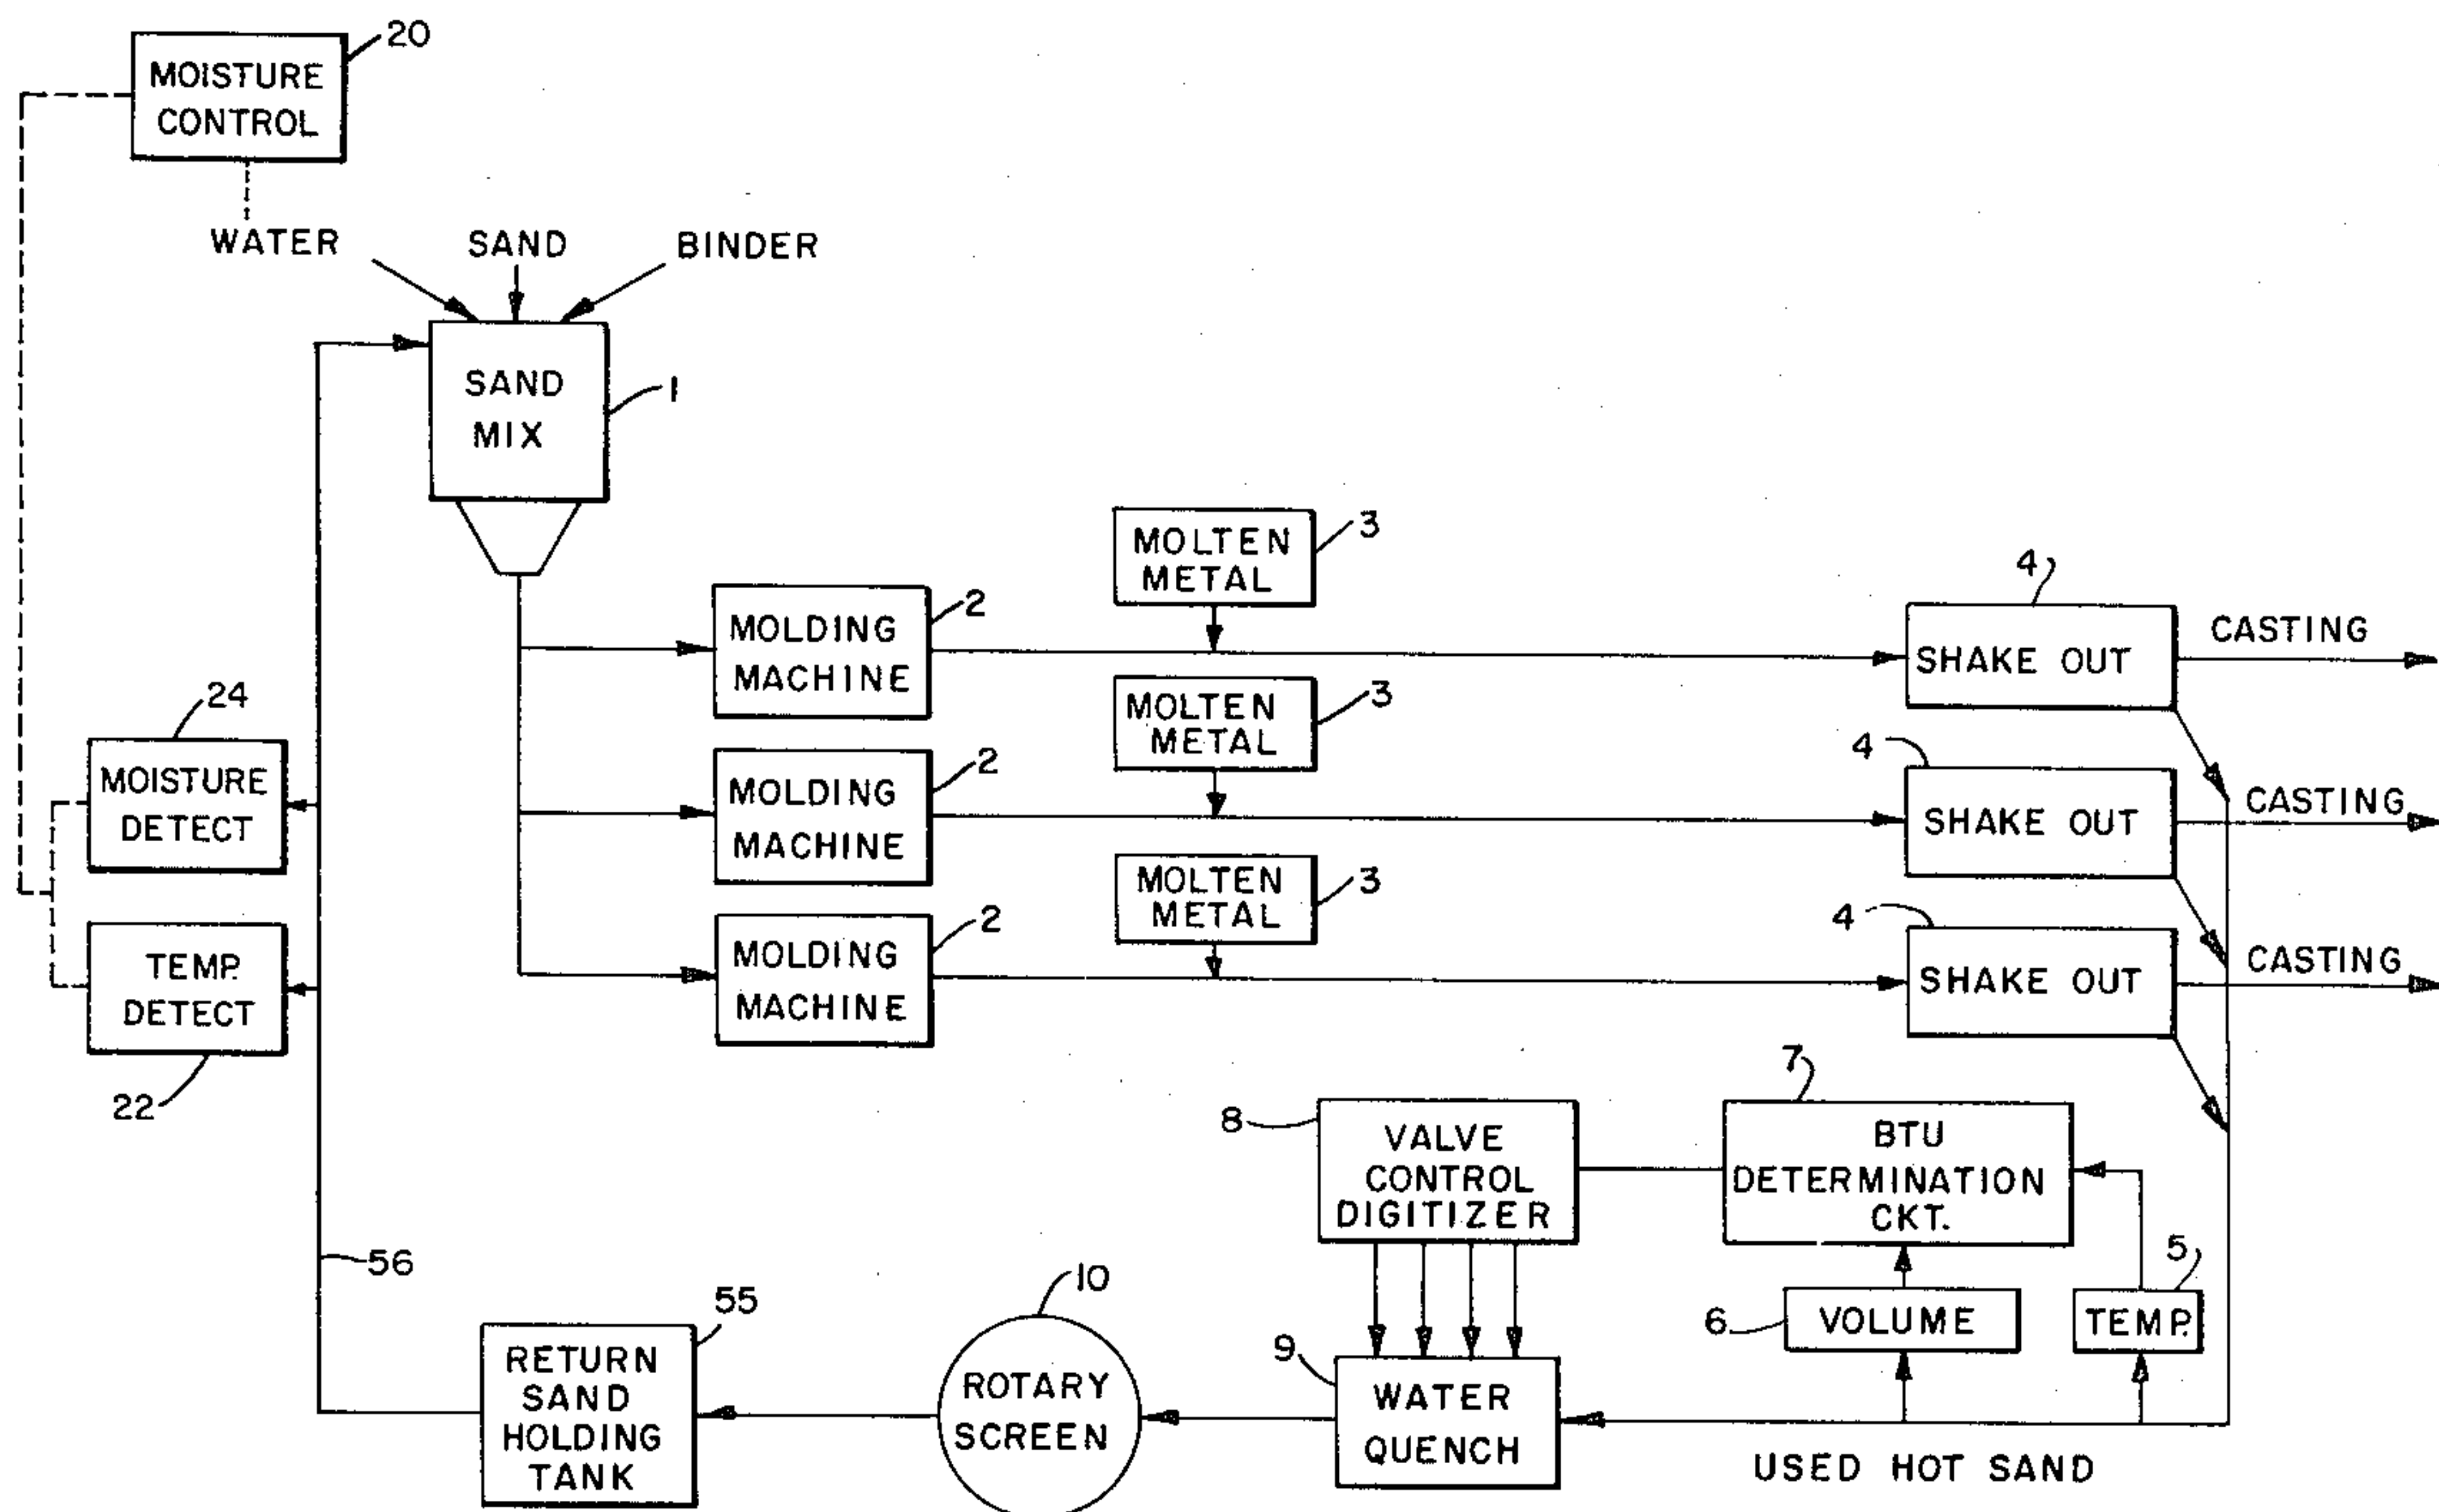 20
MOISTURE
CONTROL
WATER
SAND
BINDER
SAND
MIX
1
MOLTEN
METAL
3
MOLDING
MACHINE
2
4
SHAKE OUT
CASTING
MOLTEN
METAL
3
24
MOISTURE
DETECT
MOLDING
MACHINE
2
4
SHAKE OUT
CASTING
MOLTEN
METAL
3
TEMP.
DETECT
22
MOLDING
MACHINE
2
4
SHAKE OUT
CASTING
7
BTU
DETERMINATION
CKT.
8
VALVE
CONTROL
DIGITIZER
5
TEMP.
6
VOLUME
56
55
RETURN
SAND
HOLDING
TANK
10
ROTARY
SCREEN
9
WATER
QUENCH
USED HOT SAND